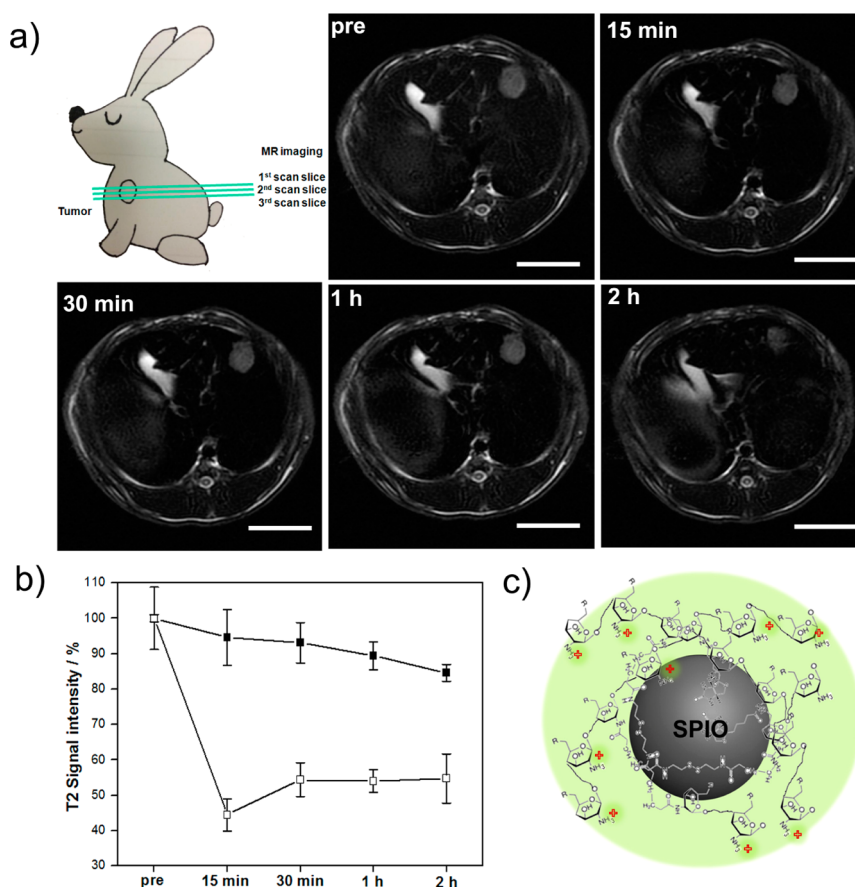 a)
MR imaging
1st scan slice
2nd scan slice
3rd scan slice
Tumor
pre
15 min
30 min
1 h
2 h
b)
T2 Signal intensity / %
110
100
90
80
70
60
50
40
30
pre
15 min
30 min
1 h
2 h
c)
SPIO